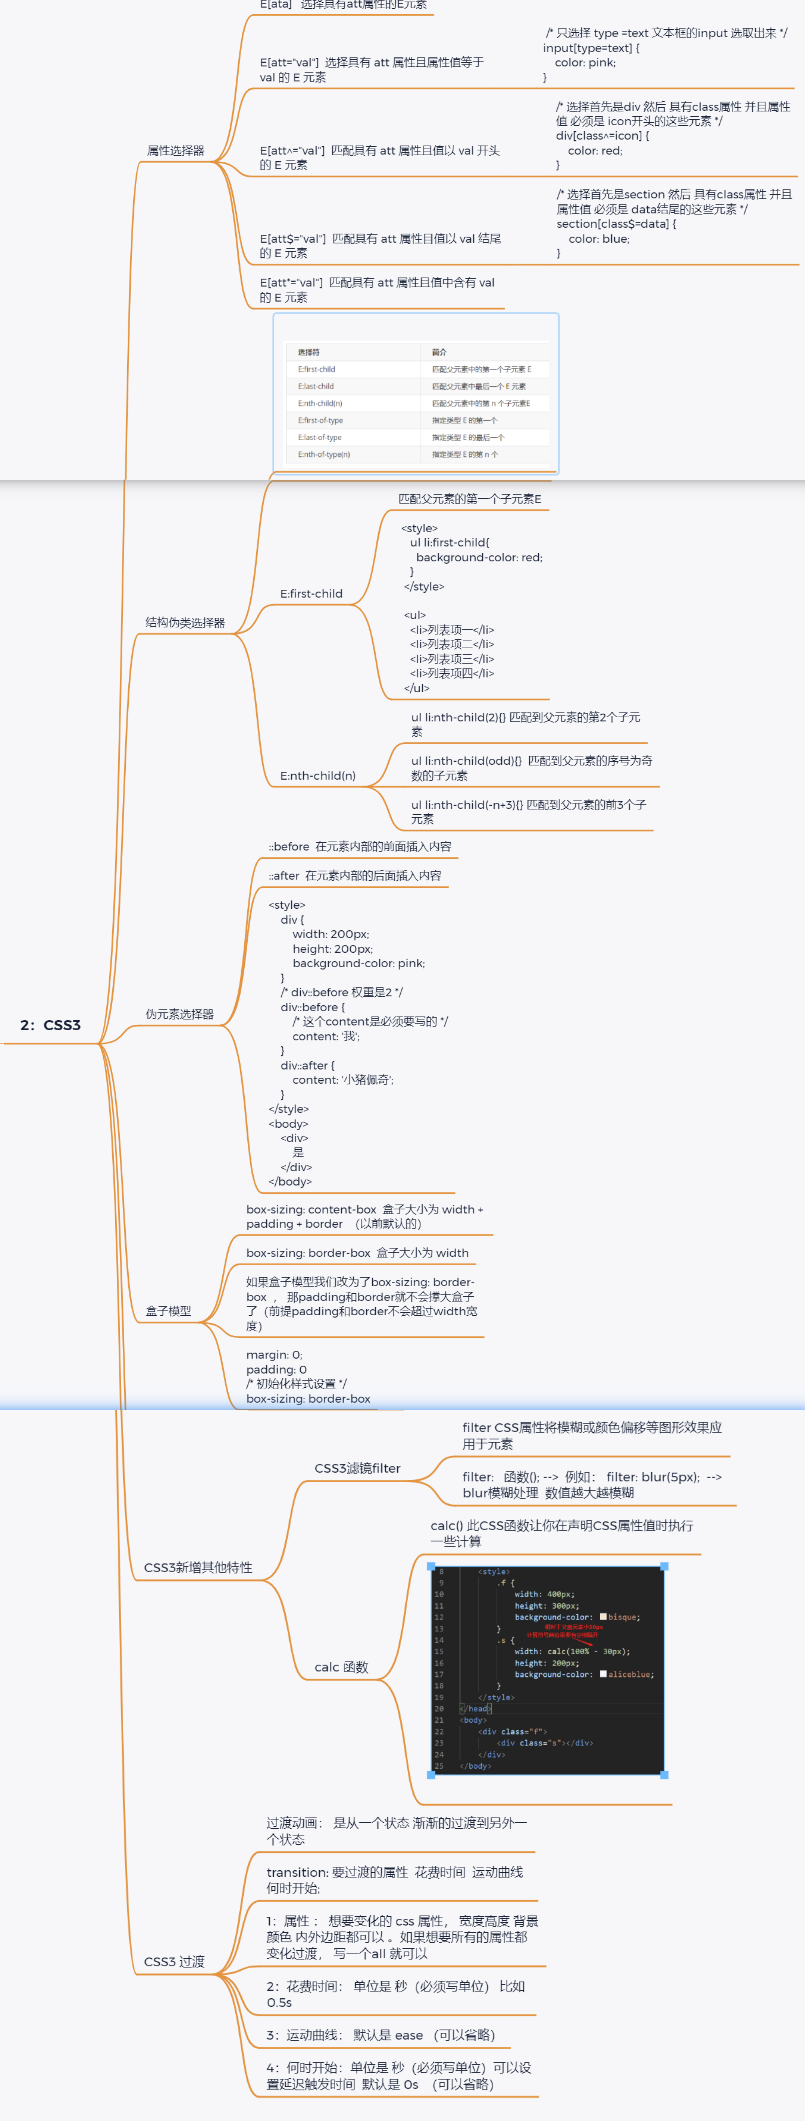 E[ata]   选择具有att属性的E元素
/* 只选择 type =text 文本框的input 选取出来 */
input[type=text] {
color: pink;
}
E[att="val"]  选择具有 att 属性且属性值等于
val 的 E 元素
/* 选择首先是div 然后 具有class属性 并且属性
值 必须是 icon开头的这些元素 */
div[class^=icon] {
color: red;
}
E[att^="val"]  匹配具有 att 属性且值以 val 开头
的 E 元素
属性选择器
/* 选择首先是section 然后 具有class属性 并且
属性值 必须是 data结尾的这些元素 */
section[class$=data] {
color: blue;
}
E[att$="val"]  匹配具有 att 属性且值以 val 结尾
的 E 元素
E[att*="val"]  匹配具有 att 属性且值中含有 val
的 E 元素
选择符 简介
E:first-child 匹配父元素中的第一个子元素 E
E:last-child 匹配父元素中最后一个 E 元素
E:nth-child(n) 匹配父元素中的第 n 个子元素E
E:first-of-type 指定类型 E 的第一个
E:last-of-type 指定类型 E 的最后一个
E:nth-of-type(n) 指定类型 E 的第 n 个
匹配父元素的第一个子元素E
<style>
ul li:first-child{
background-color: red;
}
</style>
E:first-child
<ul>
<li>列表项一</li>
<li>列表项二</li>
<li>列表项三</li>
<li>列表项四</li>
</ul>
结构伪类选择器
ul li:nth-child(2){} 匹配到父元素的第2个子元
素
ul li:nth-child(odd){}  匹配到父元素的序号为奇
数的子元素
E:nth-child(n)
ul li:nth-child(-n+3){} 匹配到父元素的前3个子
元素
::before  在元素内部的前面插入内容
::after  在元素内部的后面插入内容
<style>
div {
width: 200px;
height: 200px;
background-color: pink;
}
/* div::before 权重是2 */
div::before {
/* 这个content是必须要写的 */
content: '我';
}
div::after {
content: '小猪佩奇';
}
</style>
<body>
<div>
是
</div>
</body>
伪元素选择器
2：CSS3
box-sizing: content-box  盒子大小为 width +
padding + border   （以前默认的）
box-sizing: border-box  盒子大小为 width
如果盒子模型我们改为了box-sizing: border-
box  ，  那padding和border就不会撑大盒子
了（前提padding和border不会超过width宽
度）
盒子模型
margin: 0;
padding: 0
/* 初始化样式设置 */
box-sizing: border-box
filter CSS属性将模糊或颜色偏移等图形效果应
用于元素
CSS3滤镜filter
filter:   函数(); -->  例如：  filter: blur(5px);  -->
blur模糊处理  数值越大越模糊
calc() 此CSS函数让你在声明CSS属性值时执行
一些计算
CSS3新增其他特性
8 <style>
9 .f {
10 width: 400px;
11 height: 300px;
12 background-color: bisque;
13 }
14 .s {
15 width: calc(100% - 30px);
16 height: 200px;
17 background-color: aliceblue;
18 }
19 </style>
20 </head>
21 <body>
22 <div class="f">
23 <div class="s"></div>
24 </div>
25 </body>
calc 函数
过渡动画：  是从一个状态 渐渐的过渡到另外一
个状态
transition: 要过渡的属性  花费时间  运动曲线
何时开始;
1：属性 ： 想要变化的 css 属性，  宽度高度 背景
颜色 内外边距都可以 。如果想要所有的属性都
变化过渡， 写一个all 就可以
CSS3 过渡
2：花费时间：  单位是 秒（必须写单位）  比如
0.5s
3：运动曲线：  默认是 ease  （可以省略）
4：何时开始：单位是 秒（必须写单位）可以设
置延迟触发时间  默认是 0s  （可以省略）